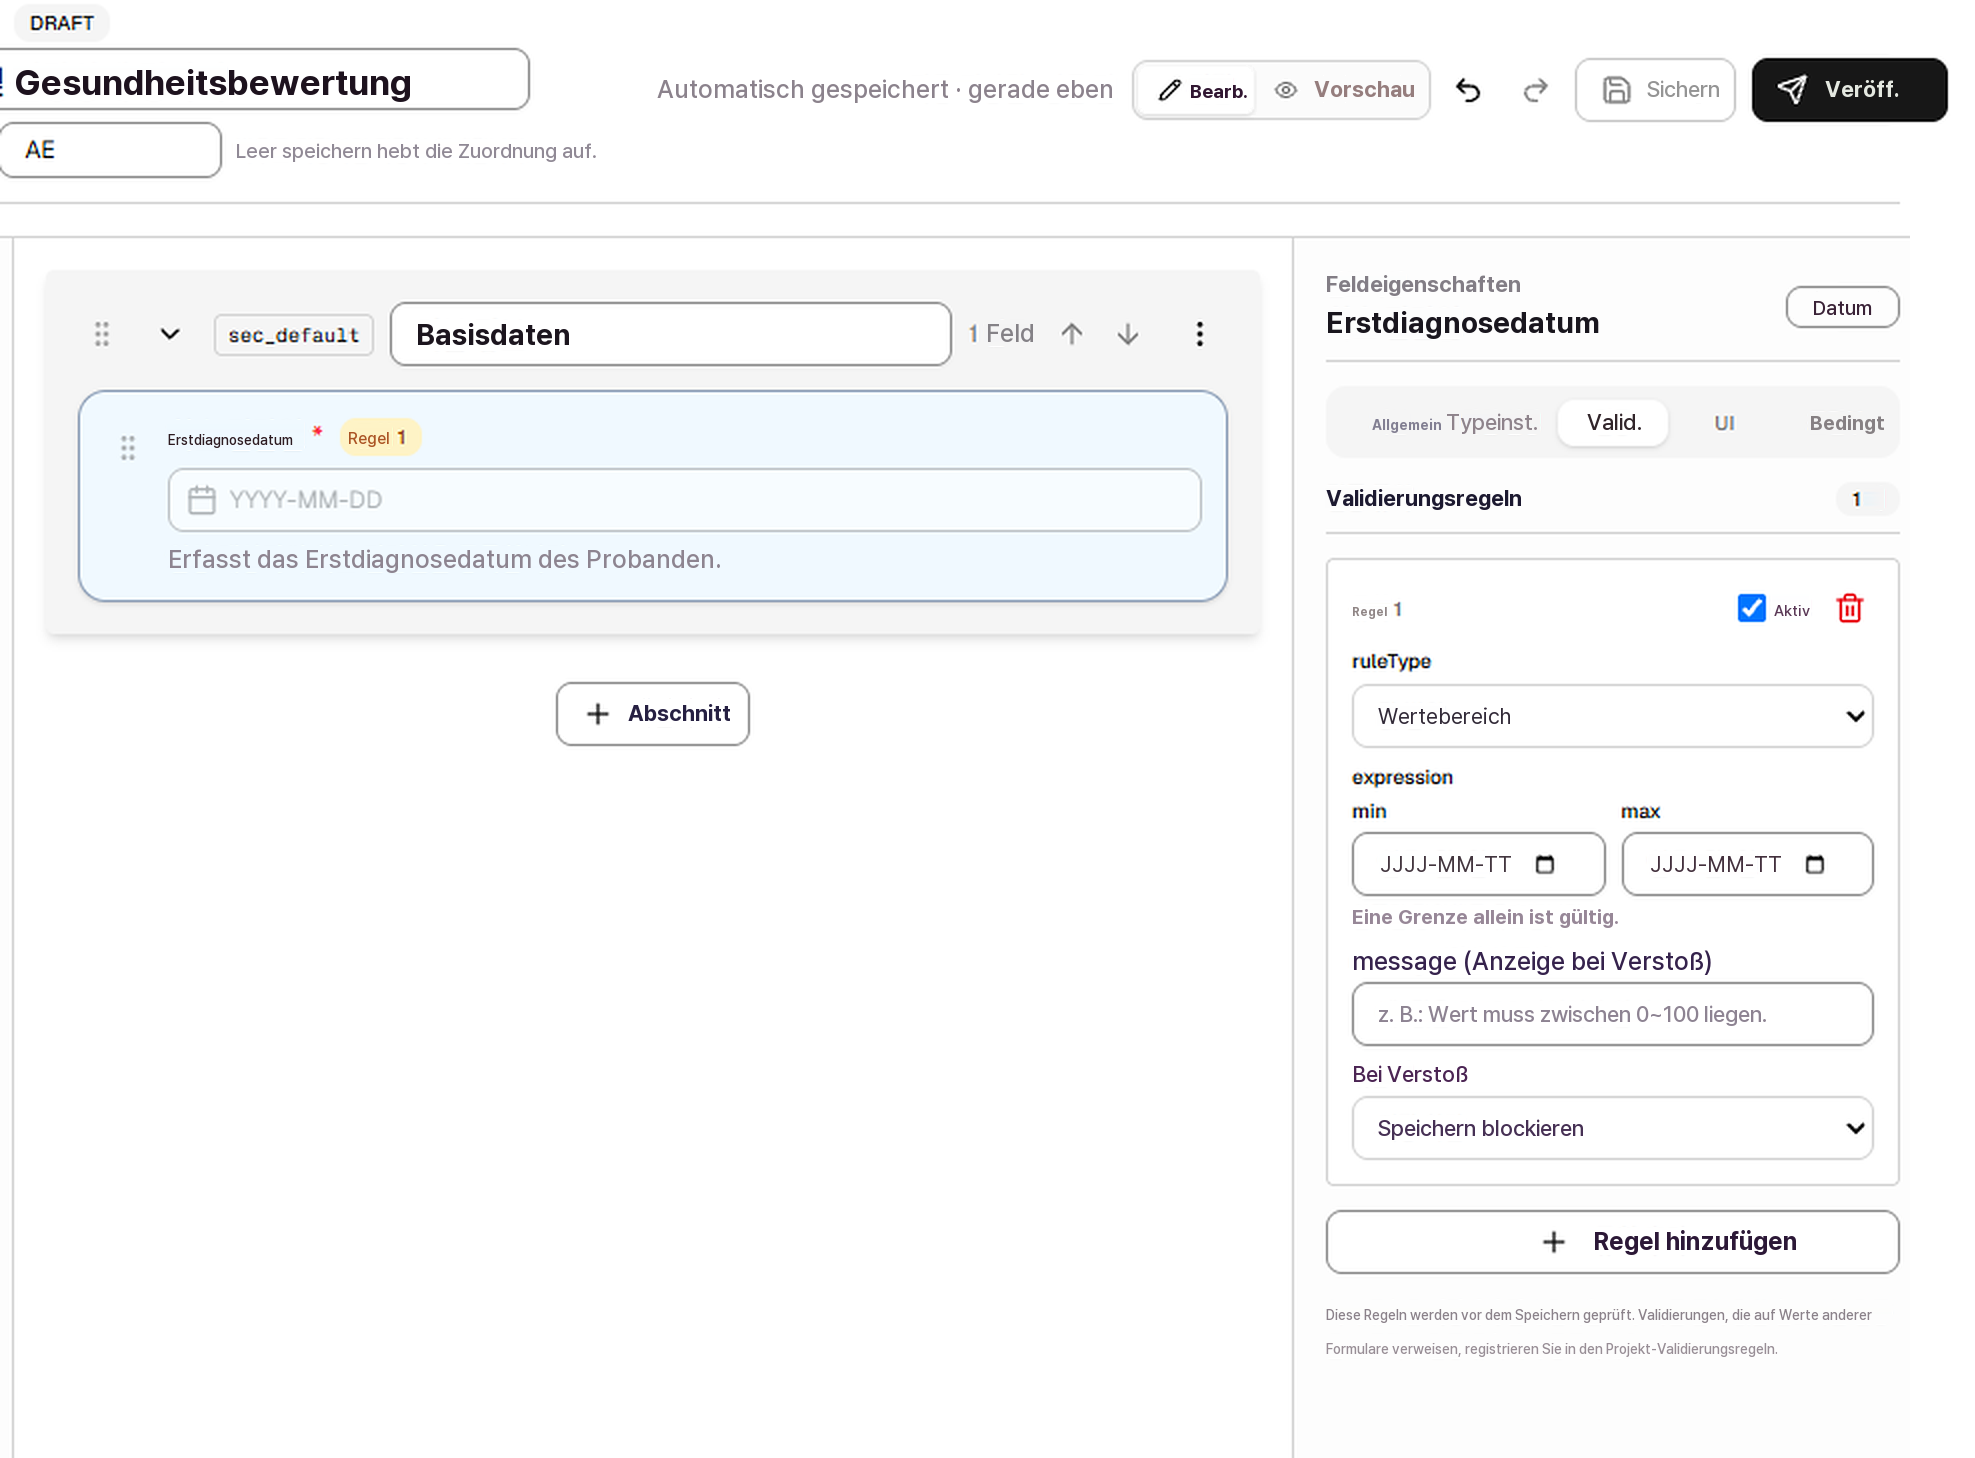 DRAFT
Gesundheitsbewertung
Automatisch gespeichert · gerade eben
Bearb.
Vorschau
Sichern
Veröff.
AE
Leer speichern hebt die Zuordnung auf.
sec_default
Basisdaten
1 Feld
Erstdiagnosedatum *
Regel 1
YYYY-MM-DD
Erfasst das Erstdiagnosedatum des Probanden.
Abschnitt
Feldeigenschaften
Erstdiagnosedatum
Datum
Allgemein Typeinst. Valid. UI Bedingt
Validierungsregeln 1
Regel 1
Aktiv
ruleType
Wertebereich
expression
min max
JJJJ-MM-TT JJJJ-MM-TT
Eine Grenze allein ist gültig.
message (Anzeige bei Verstoß)
z. B.: Wert muss zwischen 0~100 liegen.
Bei Verstoß
Speichern blockieren
Regel hinzufügen
Diese Regeln werden vor dem Speichern geprüft. Validierungen, die auf Werte anderer
Formulare verweisen, registrieren Sie in den Projekt-Validierungsregeln.